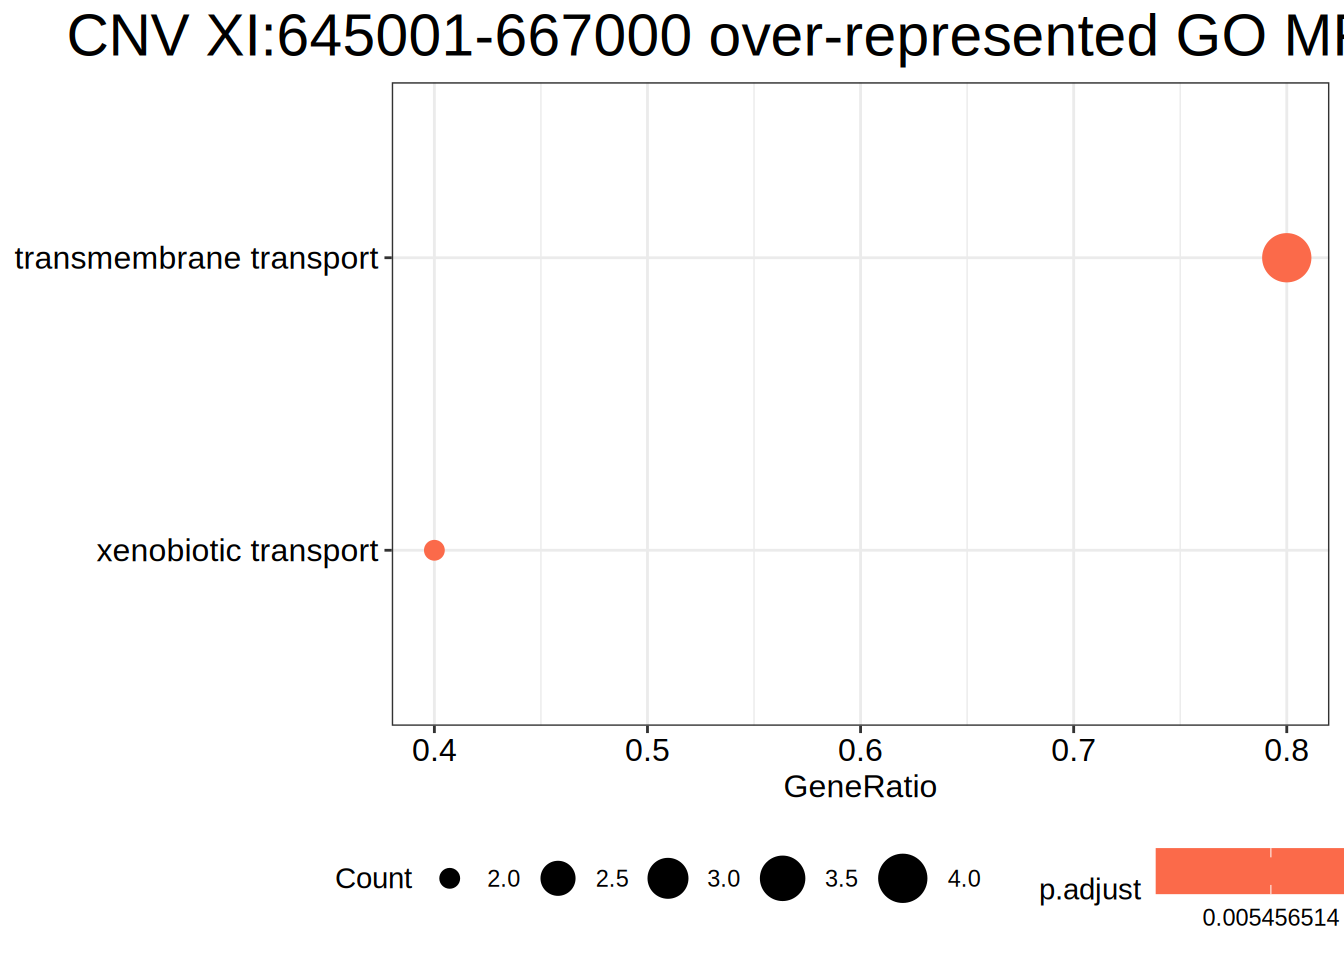 CNV XI:645001-667000 over-represented GO
transmembrane transport
xenobiotic transport
0.4 0.5 0.6 0.7 0.8
GeneRatio
Count 2.0 2.5 3.0 3.5 4.0
p.adjust
0.005456514